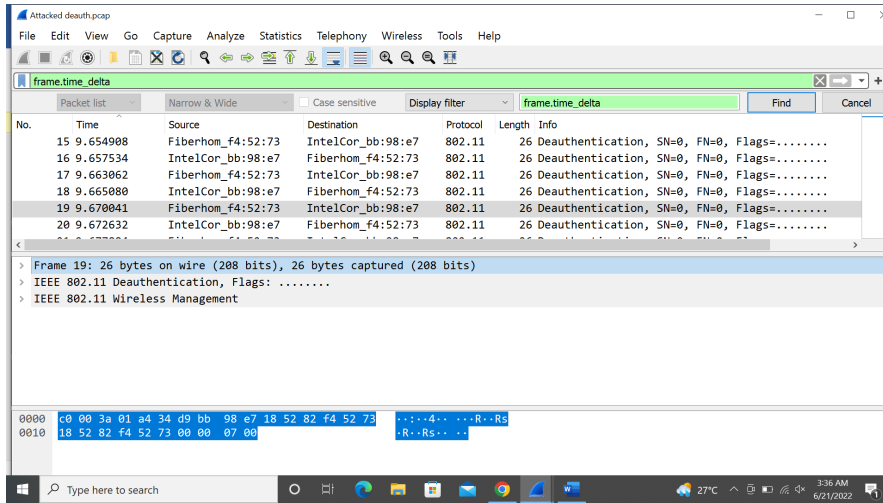 Attacked deauth.pcap
File Edit View Go Capture Analyze Statistics Telephony Wireless Tools Help
frame.time_delta
Packet list Narrow & Wide Case sensitive Display filter frame.time_delta Find Cancel
No. Time Source Destination Protocol Length Info
15 9.654908 Fiberhom_f4:52:73 IntelCor_bb:98:e7 802.11 26 Deauthentication, SN=0, FN=0, Flags=........
16 9.657534 IntelCor_bb:98:e7 Fiberhom_f4:52:73 802.11 26 Deauthentication, SN=0, FN=0, Flags=........
17 9.663062 Fiberhom_f4:52:73 IntelCor_bb:98:e7 802.11 26 Deauthentication, SN=0, FN=0, Flags=........
18 9.665080 IntelCor_bb:98:e7 Fiberhom_f4:52:73 802.11 26 Deauthentication, SN=0, FN=0, Flags=........
19 9.670041 Fiberhom_f4:52:73 IntelCor_bb:98:e7 802.11 26 Deauthentication, SN=0, FN=0, Flags=........
20 9.672632 IntelCor_bb:98:e7 Fiberhom_f4:52:73 802.11 26 Deauthentication, SN=0, FN=0, Flags=........
Frame 19: 26 bytes on wire (208 bits), 26 bytes captured (208 bits)
IEEE 802.11 Deauthentication, Flags: ........
IEEE 802.11 Wireless Management
0000 c0 00 3a 01 a4 34 d9 bb 98 e7 18 52 82 f4 52 73 ··:··4·· ···R··Rs
0010 18 52 82 f4 52 73 00 00 07 00 ·R··Rs·· ··
Type here to search 27°C 3:36 AM
6/21/2022